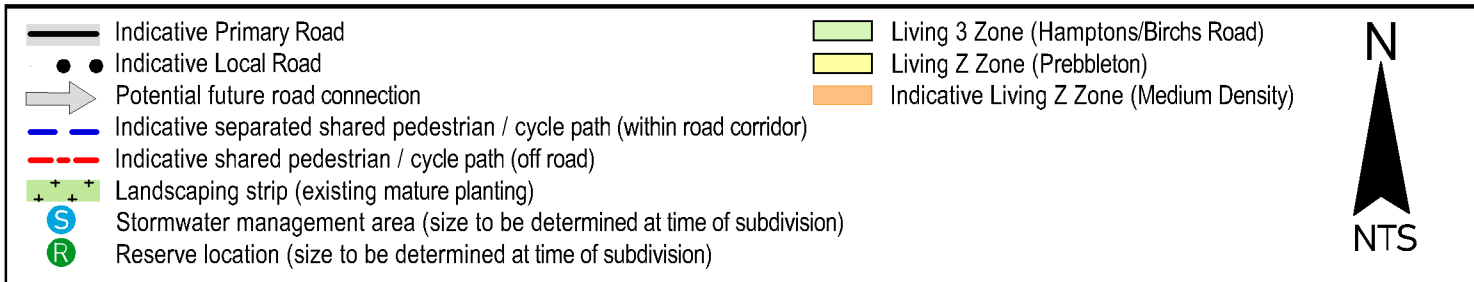 Indicative Primary Road
Indicative Local Road
Potential future road connection
Indicative separated shared pedestrian / cycle path (within road corridor)
Indicative shared pedestrian / cycle path (off road)
Landscaping strip (existing mature planting)
S Stormwater management area (size to be determined at time of subdivision)
R Reserve location (size to be determined at time of subdivision)
Living 3 Zone (Hamptons/Birchs Road)
Living Z Zone (Prebbleton)
Indicative Living Z Zone (Medium Density)
N
NTS